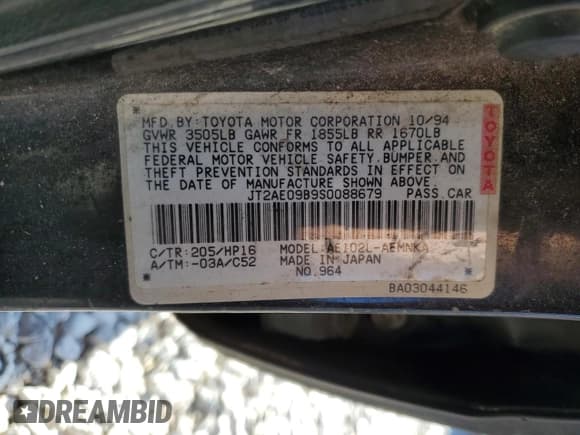 MFD BY: TOYOTA MOTOR CORPORATION 10/94
GVWR 3505LB GAWR FR 1855LB RR 1670LB
THIS VEHICLE CONFORMS TO ALL APPLICABLE
FEDERAL MOTOR VEHICLE SAFETY, BUMPER, AND
THEFT PREVENTION STANDARDS IN EFFECT ON
THE DATE OF MANUFACTURE SHOWN ABOVE.
JT2AE09B9S0088679 PASS. CAR
TOYOTA
C/TR: 205/HP16 MODEL: AE102L-AEMNKA
A/TM: -03A/C52 MADE IN JAPAN
NO.964
BA03044146
DREAMBID